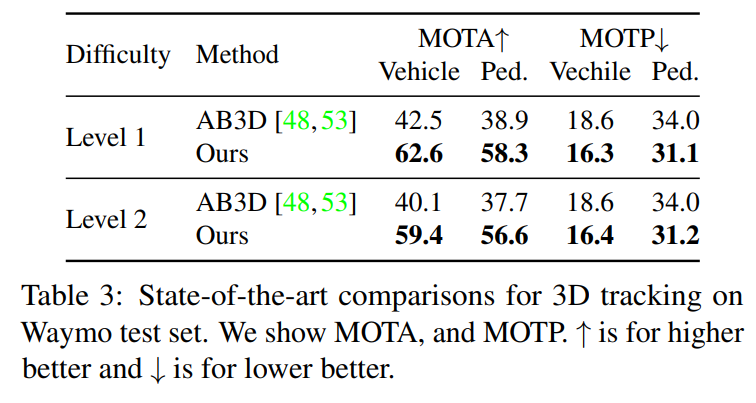 Difficulty Method MOTA↑ MOTP↓
Vehicle Ped. Vechile Ped.
Level 1 AB3D [48,53] 42.5 38.9 18.6 34.0
Ours 62.6 58.3 16.3 31.1
Level 2 AB3D [48,53] 40.1 37.7 18.6 34.0
Ours 59.4 56.6 16.4 31.2
Table 3: State-of-the-art comparisons for 3D tracking on
Waymo test set. We show MOTA, and MOTP. ↑ is for higher
better and ↓ is for lower better.